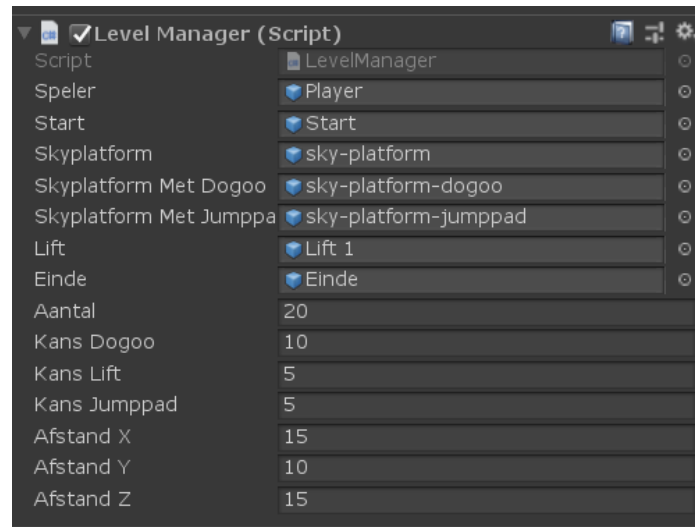 Level Manager (Script)
Script LevelManager
Speler Player
Start Start
Skyplatform sky-platform
Skyplatform Met Dogoo sky-platform-dogoo
Skyplatform Met Jumppa sky-platform-jumppad
Lift Lift 1
Einde Einde
Aantal 20
Kans Dogoo 10
Kans Lift 5
Kans Jumppad 5
Afstand X 15
Afstand Y 10
Afstand Z 15